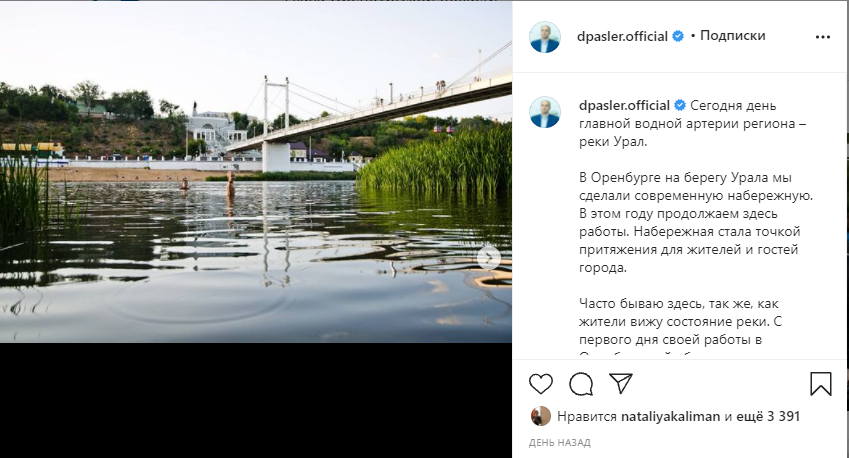 dpasler.official • Подписки
dpasler.official Сегодня день
главной водной артерии региона –
реки Урал.
В Оренбурге на берегу Урала мы
сделали современную набережную.
В этом году продолжаем здесь
работы. Набережная стала точкой
притяжения для жителей и гостей
города.
Часто бываю здесь, так же, как
жители вижу состояние реки. С
первого дня своей работы в
Нравится nataliyakaliman и ещё 3 391
ДЕНЬ НАЗАД